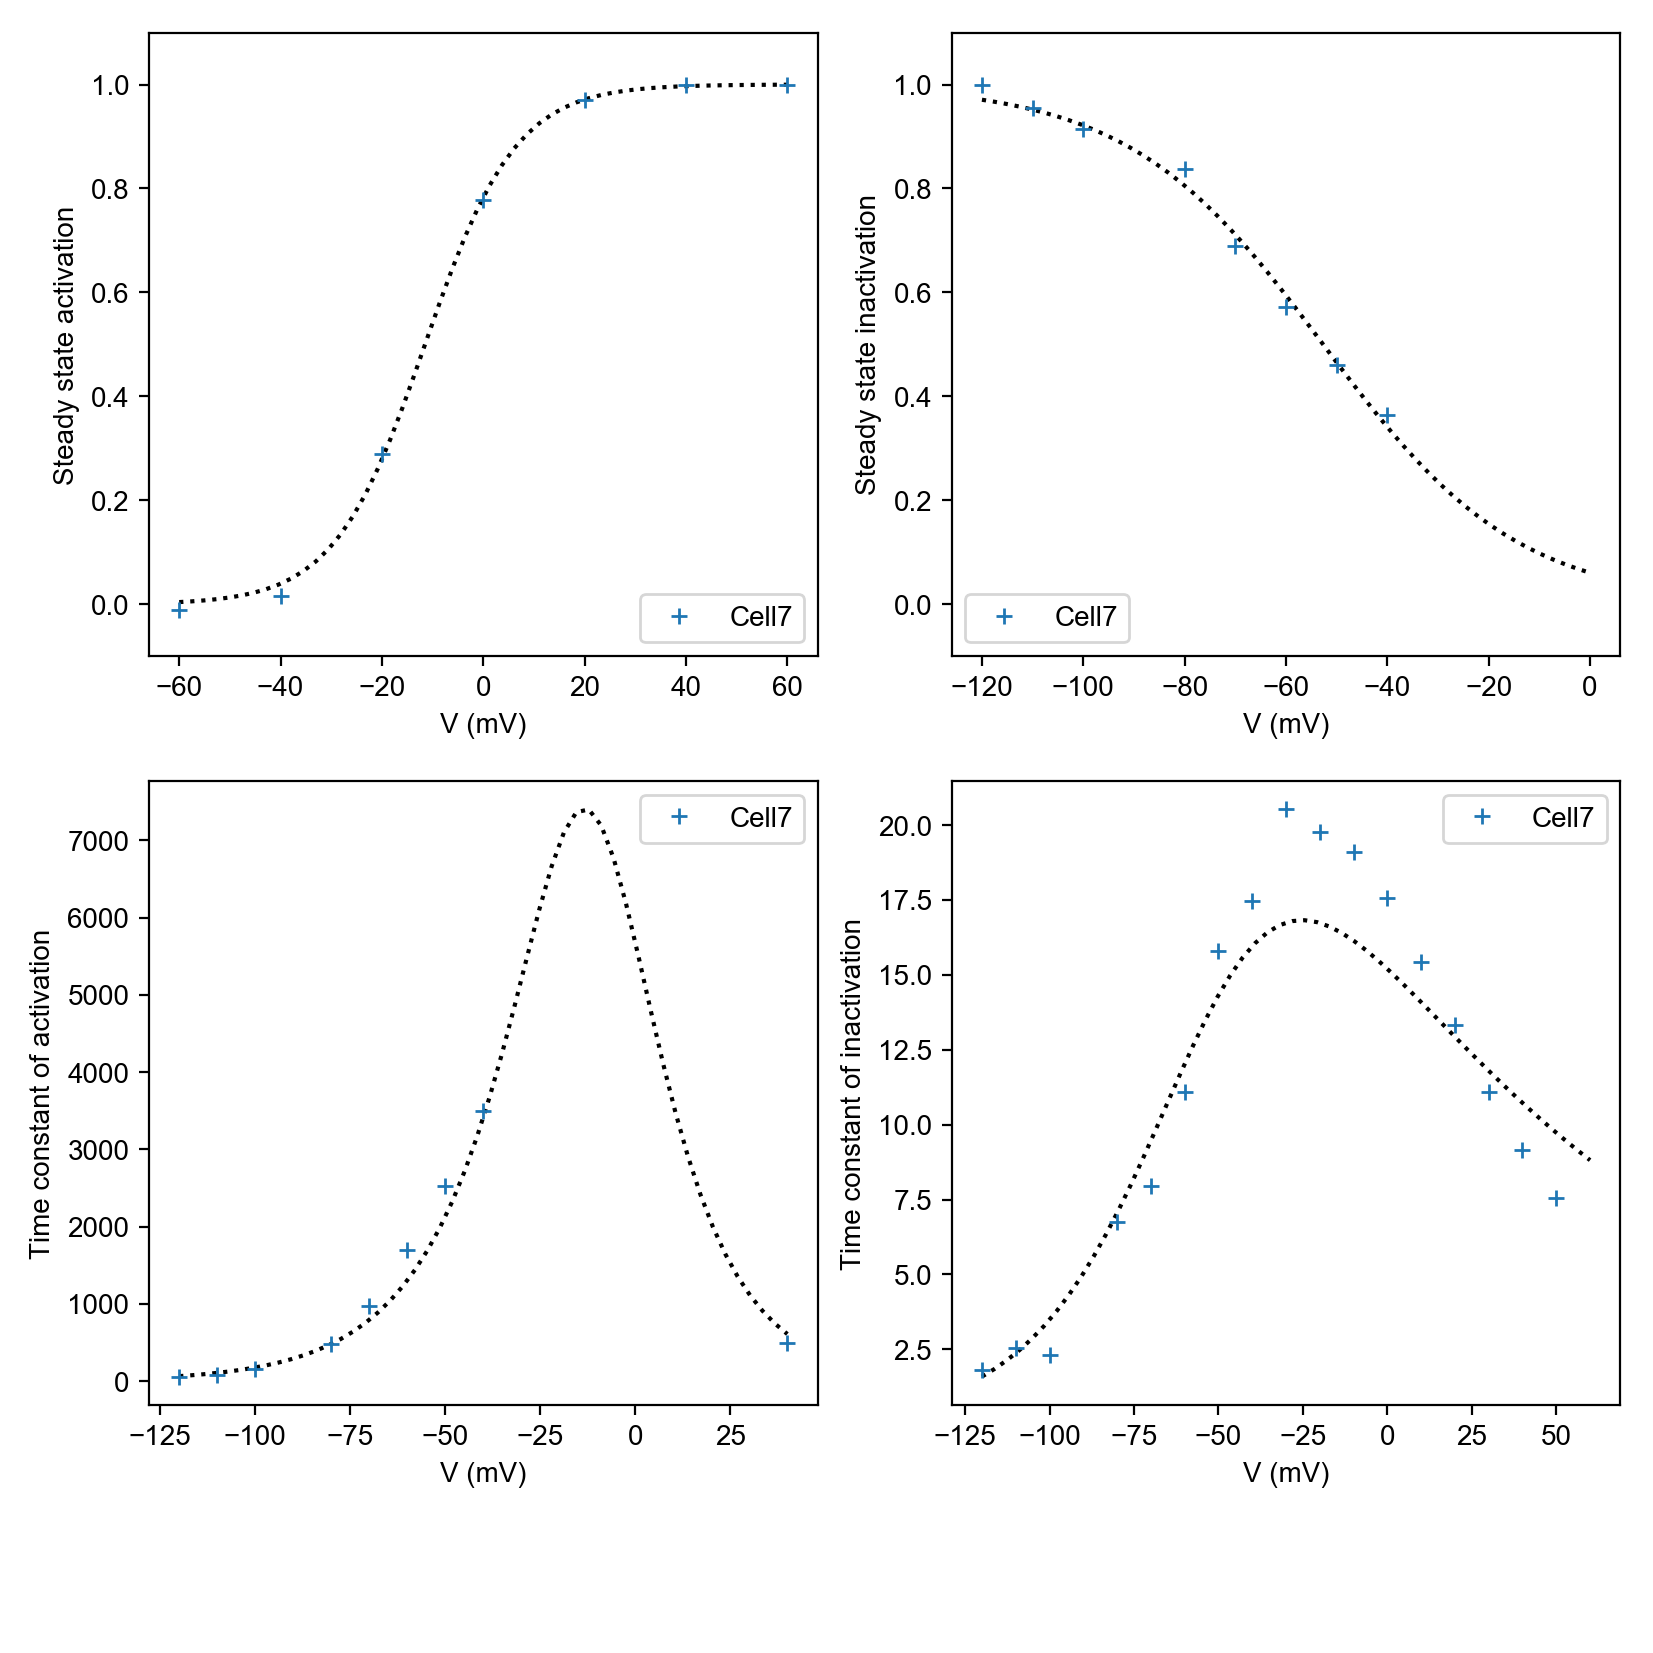 Steady state activation
1.0
0.8
0.6
0.4
0.2
0.0
−60 −40 −20 0 20 40 60
V (mV)
Cell7
Steady state inactivation
1.0
0.8
0.6
0.4
0.2
0.0
−120 −100 −80 −60 −40 −20 0
V (mV)
Cell7
Time constant of activation
7000
6000
5000
4000
3000
2000
1000
0
−125 −100 −75 −50 −25 0 25
V (mV)
Cell7
Time constant of inactivation
20.0
17.5
15.0
12.5
10.0
7.5
5.0
2.5
−125 −100 −75 −50 −25 0 25 50
V (mV)
Cell7